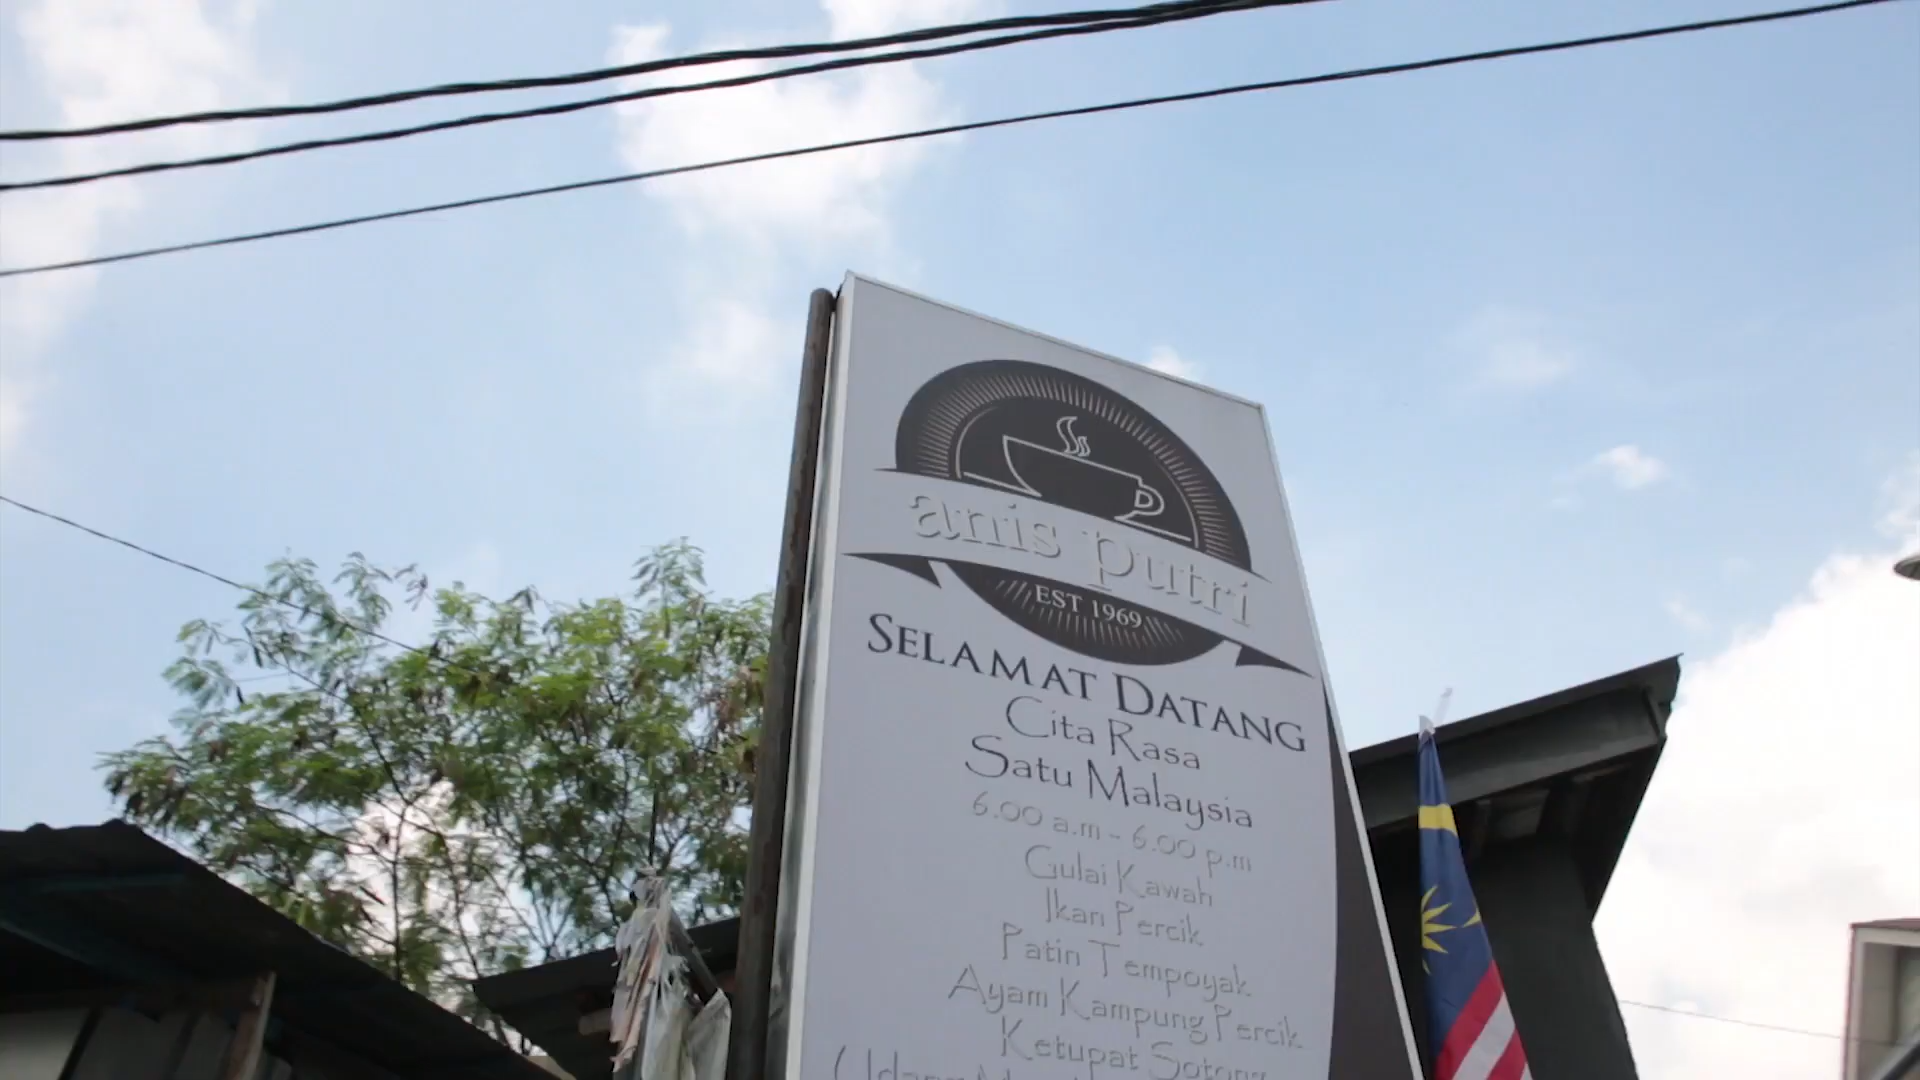 anis putri
EST 1969
SELAMAT DATANG
Cita Rasa
Satu Malaysia
6.00 a.m - 6.00 p.m
Gulai Kawah
Ikan Percik
Patin Tempoyak
Ayam Kampung Percik
Ketupat Sotong
Udang